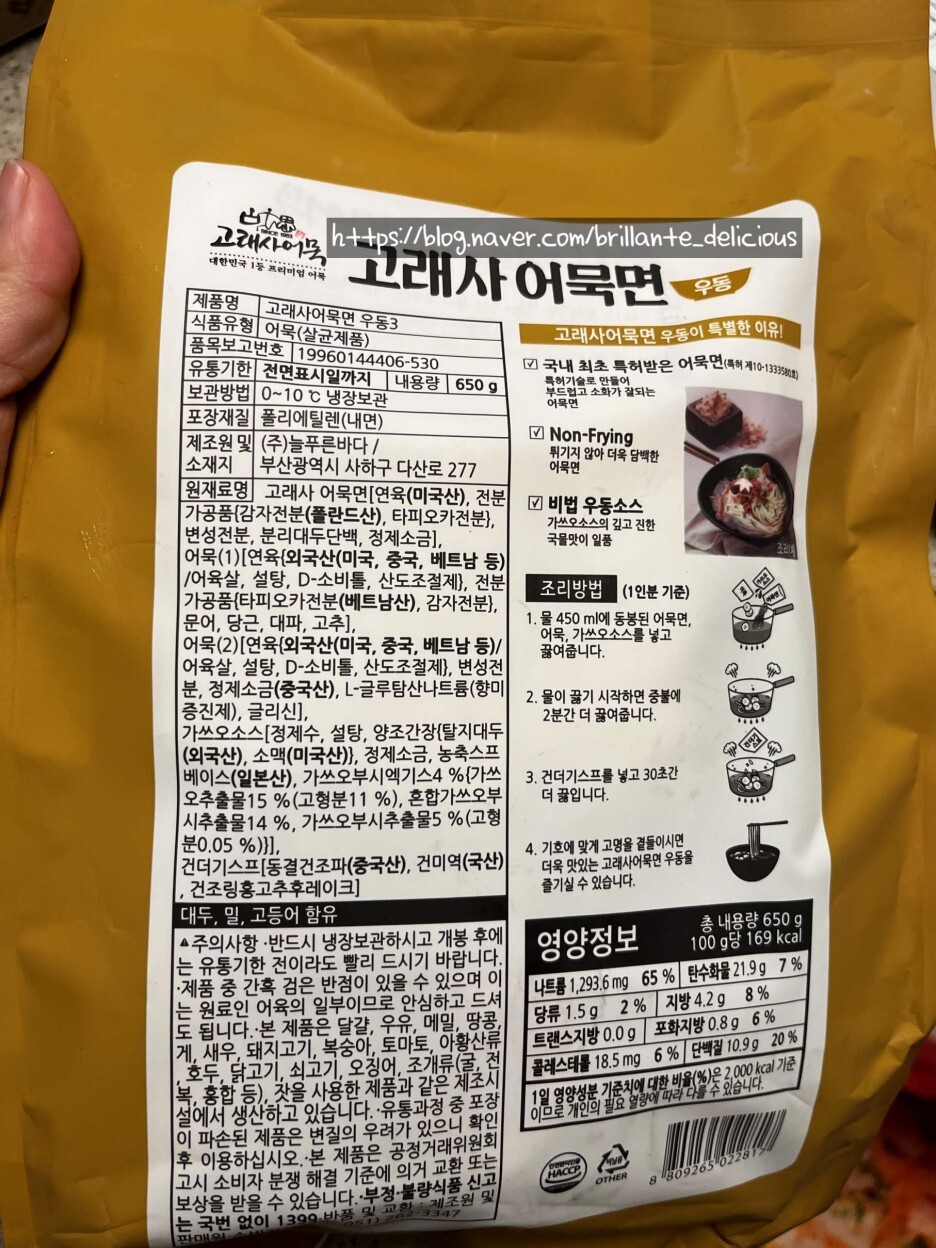 SINCE 1963
고래사어묵
대한민국 1등 프리미엄 어묵
https://blog.naver.com/brillante_delicious
고래사 어묵면 우동
제품명 고래사어묵면 우동3
식품유형 어묵(살균제품)
품목보고번호 19960144406-530
유통기한 전면표시일까지 내용량 650 g
보관방법 0~10 ℃ 냉장보관
포장재질 폴리에틸렌(내면)
제조원 및 (주)늘푸른바다 /
소재지 부산광역시 사하구 다산로 277
원재료명 고래사 어묵면[연육(미국산), 전분
가공품{감자전분(폴란드산), 타피오카전분},
변성전분, 분리대두단백, 정제소금],
어묵(1)[연육{외국산(미국, 중국, 베트남 등)
/어육살, 설탕, D-소비톨, 산도조절제}, 전분
가공품{타피오카전분(베트남산), 감자전분},
문어, 당근, 대파, 고추],
어묵(2)[연육{외국산(미국, 중국, 베트남 등)/
어육살, 설탕, D-소비톨, 산도조절제}, 변성전
분, 정제소금(중국산), L-글루탐산나트륨(향미
증진제), 글리신],
가쓰오소스[정제수, 설탕, 양조간장{탈지대두
(외국산), 소맥(미국산)}, 정제소금, 농축스프
베이스(일본산), 가쓰오부시엑기스4 %{가쓰
오추출물15 %(고형분11 %), 혼합가쓰오부
시추출물14 %, 가쓰오부시추출물5 %(고형
분0.05 %)}],
건더기스프[동결건조파(중국산), 건미역(국산)
, 건조링홍고추후레이크]
대두, 밀, 고등어 함유
⚠주의사항 ·반드시 냉장보관하시고 개봉 후에
는 유통기한 전이라도 빨리 드시기 바랍니다.
·제품 중 간혹 검은 반점이 있을 수 있으며 이
는 원료인 어육의 일부이므로 안심하고 드셔
도 됩니다.·본 제품은 달걀, 우유, 메밀, 땅콩,
게, 새우, 돼지고기, 복숭아, 토마토, 아황산류
, 호두, 닭고기, 쇠고기, 오징어, 조개류(굴, 전
복, 홍합 등), 잣을 사용한 제품과 같은 제조시
설에서 생산하고 있습니다.·유통과정 중 포장
이 파손된 제품은 변질의 우려가 있으니 확인
후 이용하십시오.·본 제품은 공정거래위원회
고시 소비자 분쟁 해결 기준에 의거 교환 또는
보상을 받을 수 있습니다.·부정·불량식품 신고
는 국번 없이 1399·반품 및 교환 : 제조원 및
고래사어묵면 우동이 특별한 이유!
국내 최초 특허받은 어묵면(특허 제10-1333580호)
특허기술로 만들어
부드럽고 소화가 잘되는
어묵면
Non-Frying
튀기지 않아 더욱 담백한
어묵면
비법 우동소스
가쓰오소스의 깊고 진한
국물맛이 일품
조리예
조리방법 (1인분 기준)
1. 물 450 ml에 동봉된 어묵면,
어묵, 가쓰오소스를 넣고
끓여줍니다.
2. 물이 끓기 시작하면 중불에
2분간 더 끓여줍니다.
3. 건더기스프를 넣고 30초간
더 끓입니다.
4. 기호에 맞게 고명을 곁들이시면
더욱 맛있는 고래사어묵면 우동을
즐기실 수 있습니다.
영양정보
총 내용량 650 g
100 g당 169 kcal
나트륨 1,293.6 mg 65 % 탄수화물 21.9 g 7 %
당류 1.5 g 2 % 지방 4.2 g 8 %
트랜스지방 0.0 g 포화지방 0.8 g 6 %
콜레스테롤 18.5 mg 6 % 단백질 10.9 g 20 %
1일 영양성분 기준치에 대한 비율(%)은 2,000 kcal 기준
이므로 개인의 필요 열량에 따라 다를 수 있습니다.
HACCP
OTHER
8 809265 022817